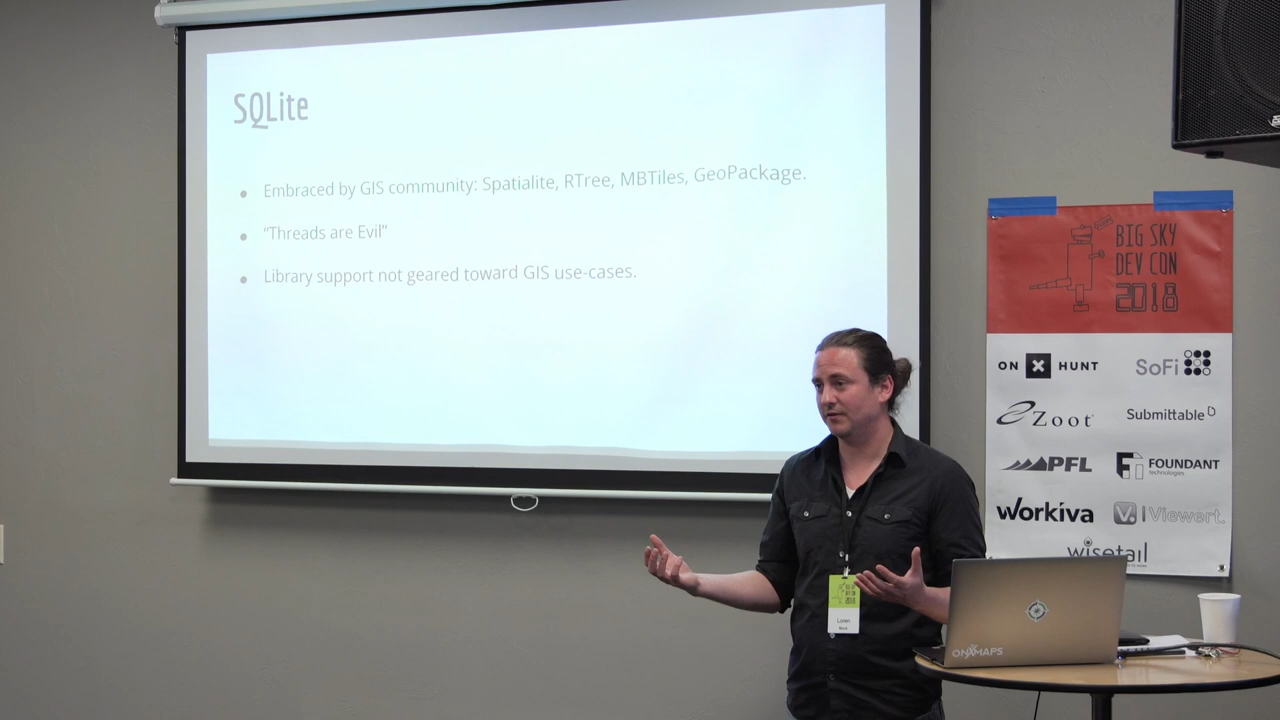 SQLite
Embraced by GIS community: Spatialite, RTree, MBTiles, GeoPackage.
“Threads are Evil”
Library support not geared toward GIS use-cases.
BIG SKY
DEV CON
2018
ON X HUNT
SoFi
Zoot
Submittable
PFL
FOUNDANT
technologies
Workiva
V. | Viewert.
wisetail
Loren
ONXMAPS